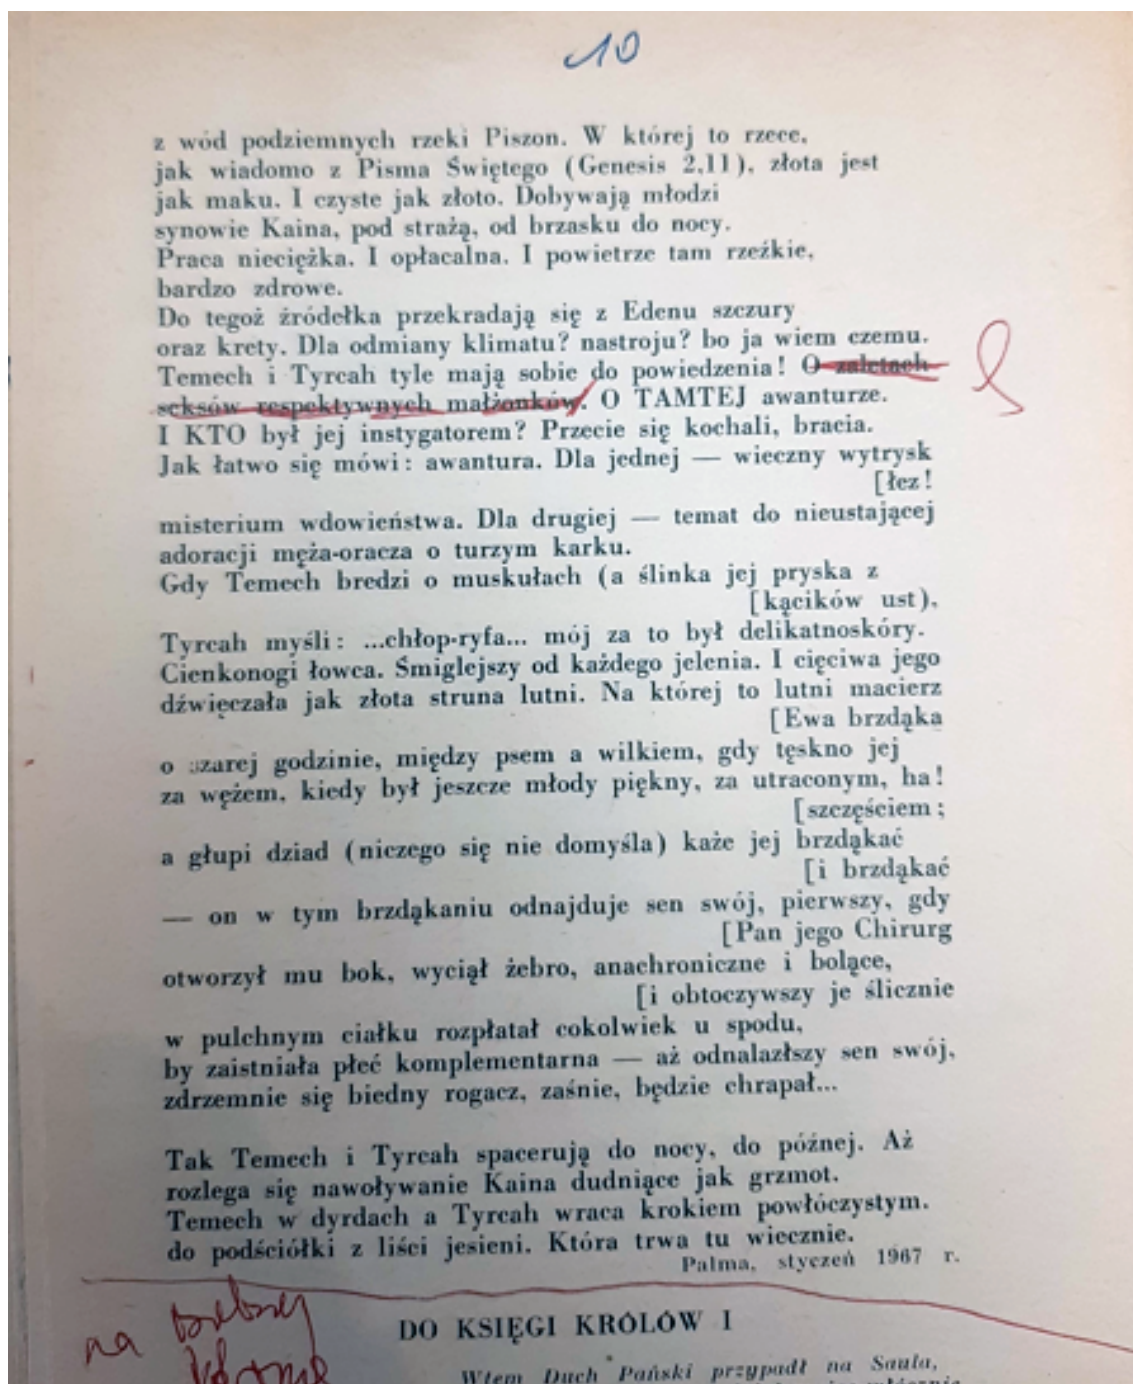 10
z wód podziemnych rzeki Piszon. W której to rzece,
jak wiadomo z Pisma Świętego (Genesis 2,11), złota jest
jak maku. I czyste jak złoto. Dobywają młodzi
synowie Kaina, pod strażą, od brzasku do nocy.
Praca nieciężka. I opłacalna. I powietrze tam rzeźkie,
bardzo zdrowe.
Do tegoż źródełka przekradają się z Edenu szczury
oraz krety. Dla odmiany klimatu? nastroju? bo ja wiem czemu.
Temech i Tyrcah tyle mają sobie do powiedzenia! O zaletach
seksów respektywnych małżonków. O TAMTEJ awanturze.
I KTO był jej instygatorem? Przecie się kochali, bracia.
Jak łatwo się mówi: awantura. Dla jednej — wieczny wytrysk
[łez!
misterium wdowieństwa. Dla drugiej — temat do nieustającej
adoracji męża-oracza o turzym karku.
Gdy Temech bredzi o muskułach (a ślinka jej pryska z
[kącików ust),
Tyrcah myśli: ...chłop-ryfa... mój za to był delikatnoskóry.
Cienkonogi łowca. Śmiglejszy od każdego jelenia. I cięciwa jego
dźwięczała jak złota struna lutni. Na której to lutni macierz
[Ewa brzdąka
o szarej godzinie, między psem a wilkiem, gdy tęskno jej
za wężem, kiedy był jeszcze młody piękny, za utraconym, ha!
[szczęściem;
a głupi dziad (niczego się nie domyśla) każe jej brzdąkać
[i brzdąkać
— on w tym brzdąkaniu odnajduje sen swój, pierwszy, gdy
[Pan jego Chirurg
otworzył mu bok, wyciął żebro, anachroniczne i bolące,
[i obtoczywszy je ślicznie
w pulchnym ciałku rozpłatał cokolwiek u spodu,
by zaistniała płeć komplementarna — aż odnalazłszy sen swój,
zdrzemnie się biedny rogacz, zaśnie, będzie chrapał...
Tak Temech i Tyrcah spacerują do nocy, do późnej. Aż
rozlega się nawoływanie Kaina dudniące jak grzmot.
Temech w dyrdach a Tyrcah wraca krokiem powłóczystym.
do podściółki z liści jesieni. Która trwa tu wiecznie.
Palma, styczeń 1967 r.
na
DO KSIĘGI KRÓLÓW I
Wtem Duch Pański przypadł na Saula,